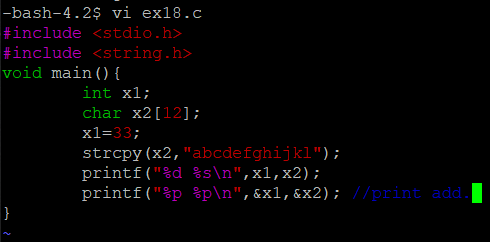 -bash-4.2$ vi ex18.c
#include <stdio.h>
#include <string.h>
void main(){
        int x1;
        char x2[12];
        x1=33;
        strcpy(x2,"abcdefghijkl");
        printf("%d %s\n",x1,x2);
        printf("%p %p\n",&x1,&x2); //print add.
}
~